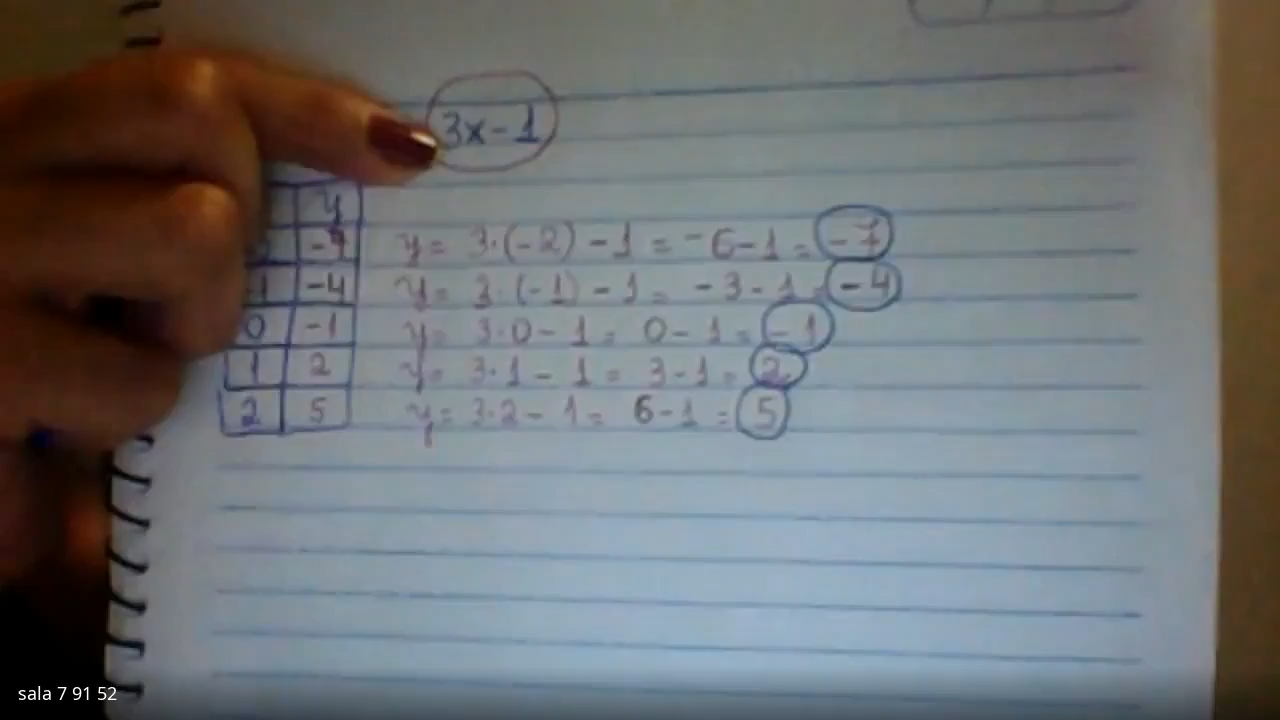 3x-1
y
-7 y = 3·(-2) - 1 = -6-1 = -7
1 -4 y = 3·(-1) - 1 = -3-1 = -4
0 -1 y = 3·0 - 1 = 0-1 = -1
1 2 y = 3·1 - 1 = 3-1 = 2
2 5 y = 3·2 - 1 = 6-1 = 5
sala 7 91 52